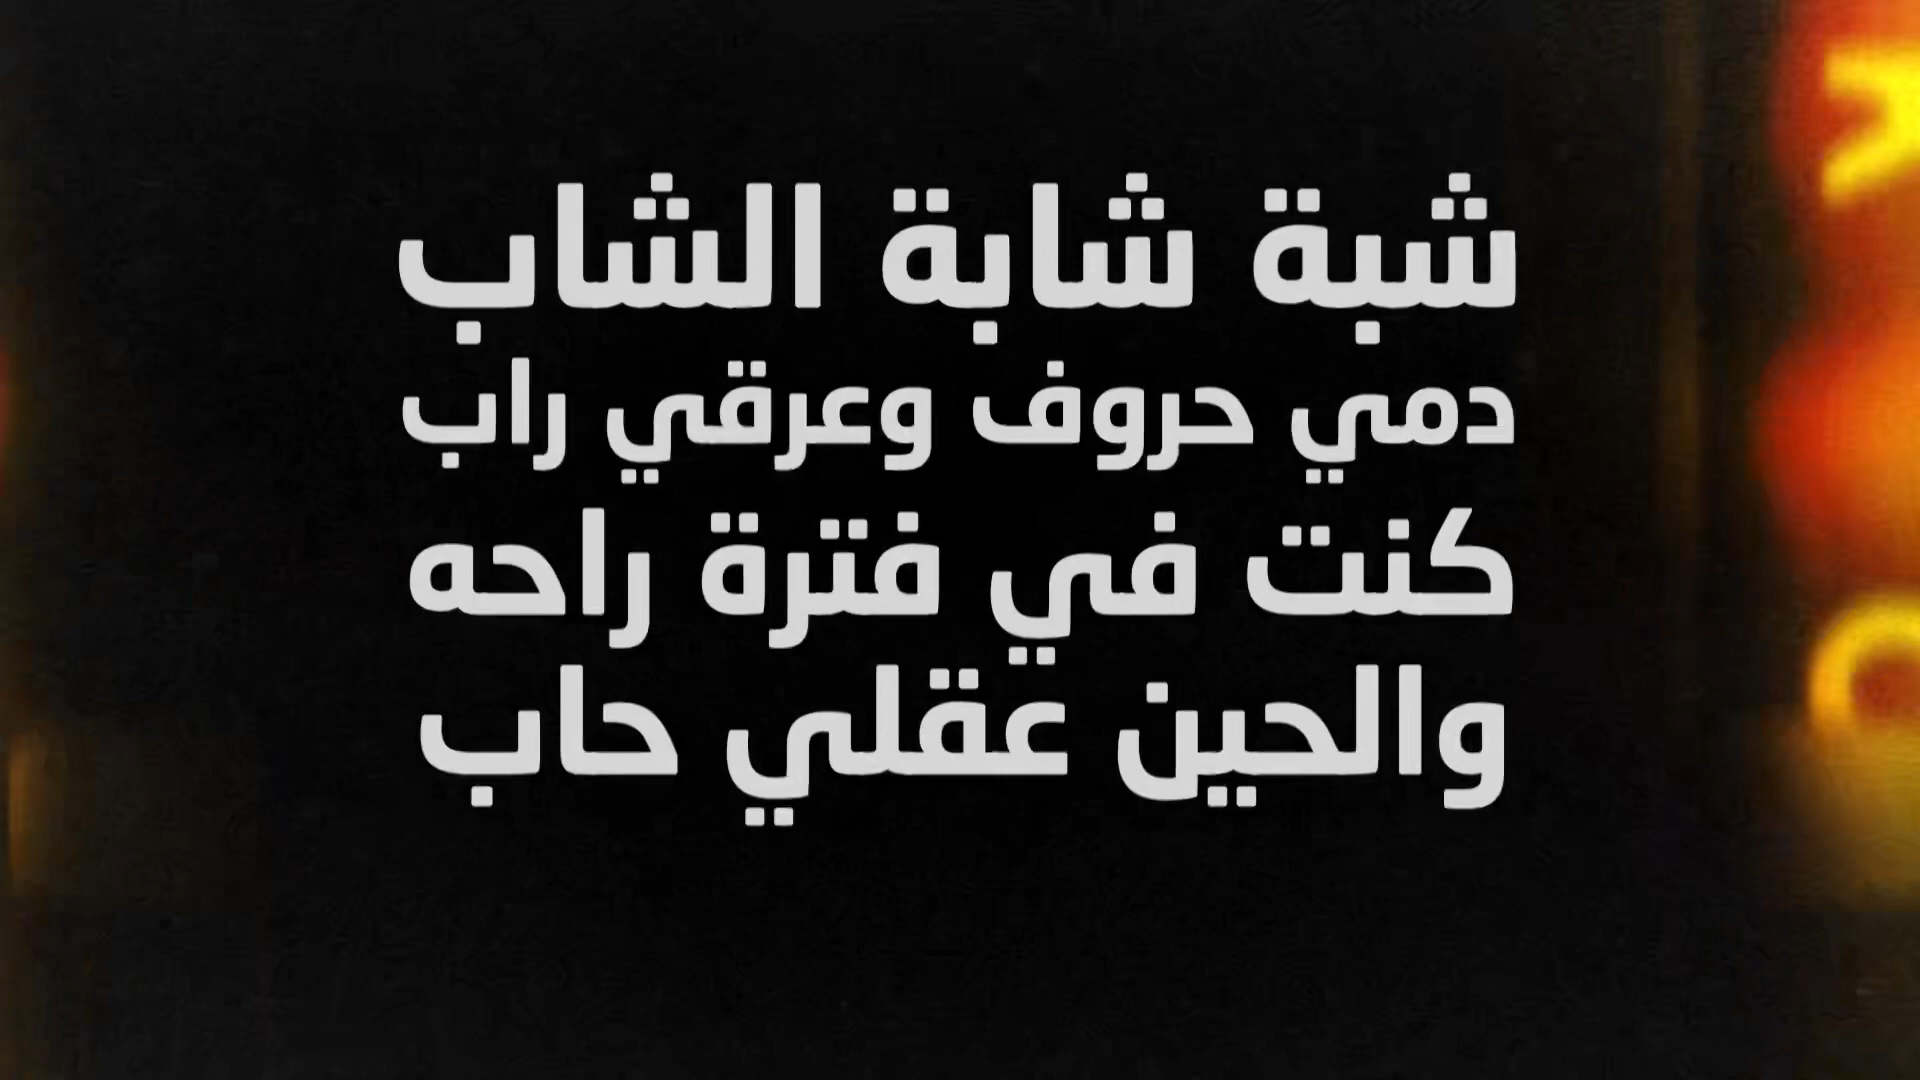 شبة شابة الشاب
دمي حروف وعرقي راب
كنت في فترة راحه
والحين عقلي حاب